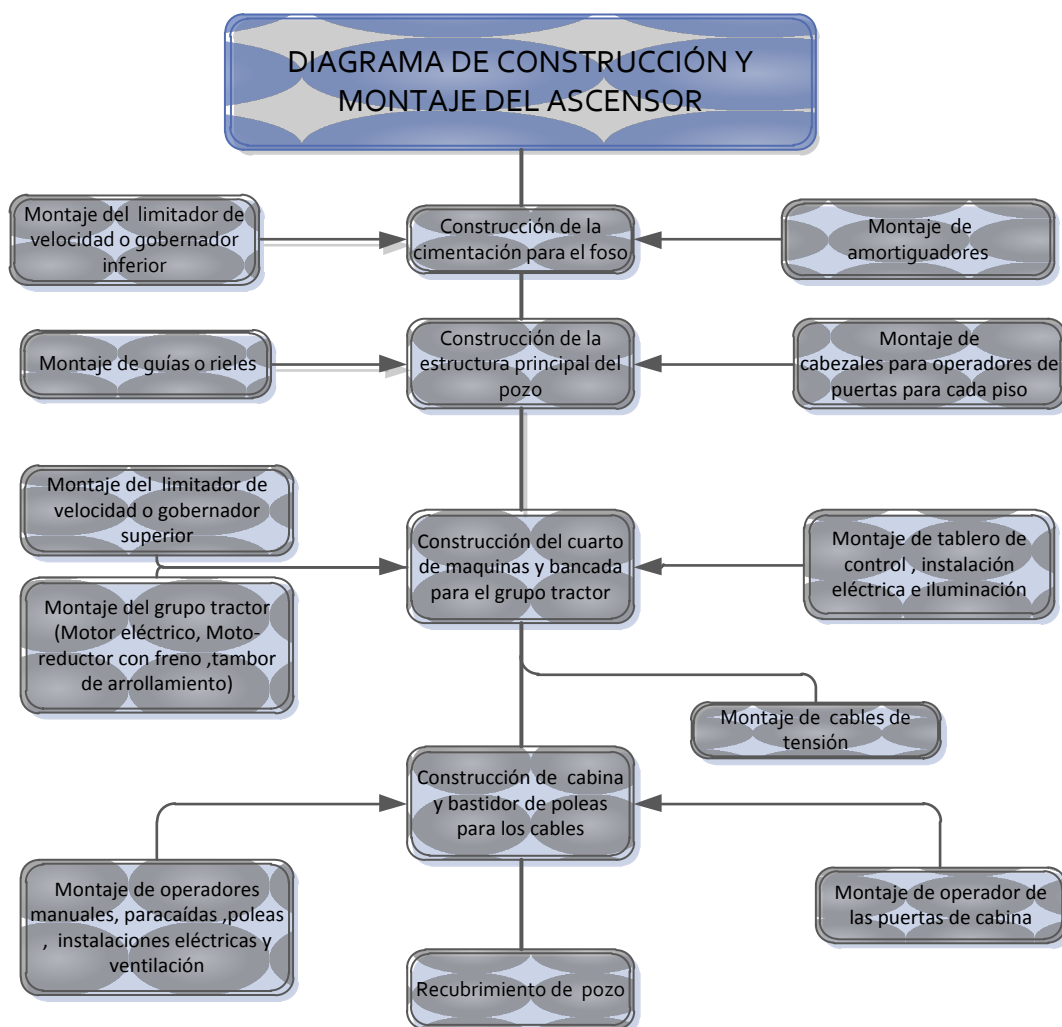 DIAGRAMA DE CONSTRUCCIÓN Y
MONTAJE DEL ASCENSOR
Montaje del limitador de
velocidad o gobernador
inferior
Construcción de la
cimentación para el foso
Montaje de
amortiguadores
Montaje de guías o rieles
Construcción de la
estructura principal del
pozo
Montaje de
cabezales para operadores de
puertas para cada piso
Montaje del limitador de
velocidad o gobernador
superior
Construcción del cuarto
de maquinas y bancada
para el grupo tractor
Montaje de tablero de
control , instalación
eléctrica e iluminación
Montaje del grupo tractor
(Motor eléctrico, Moto-
reductor con freno ,tambor
de arrollamiento)
Montaje de cables de
tensión
Construcción de cabina
y bastidor de poleas
para los cables
Montaje de operadores
manuales, paracaídas ,poleas
, instalaciones eléctricas y
ventilación
Montaje de operador de
las puertas de cabina
Recubrimiento de pozo